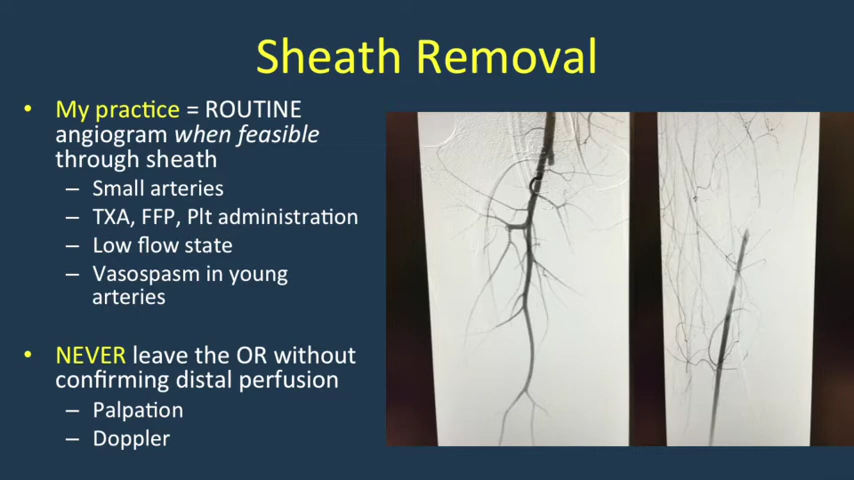 Sheath Removal
• My practice = ROUTINE
angiogram when feasible
through sheath
– Small arteries
– TXA, FFP, Plt administration
– Low flow state
– Vasospasm in young
arteries
• NEVER leave the OR without
confirming distal perfusion
– Palpation
– Doppler